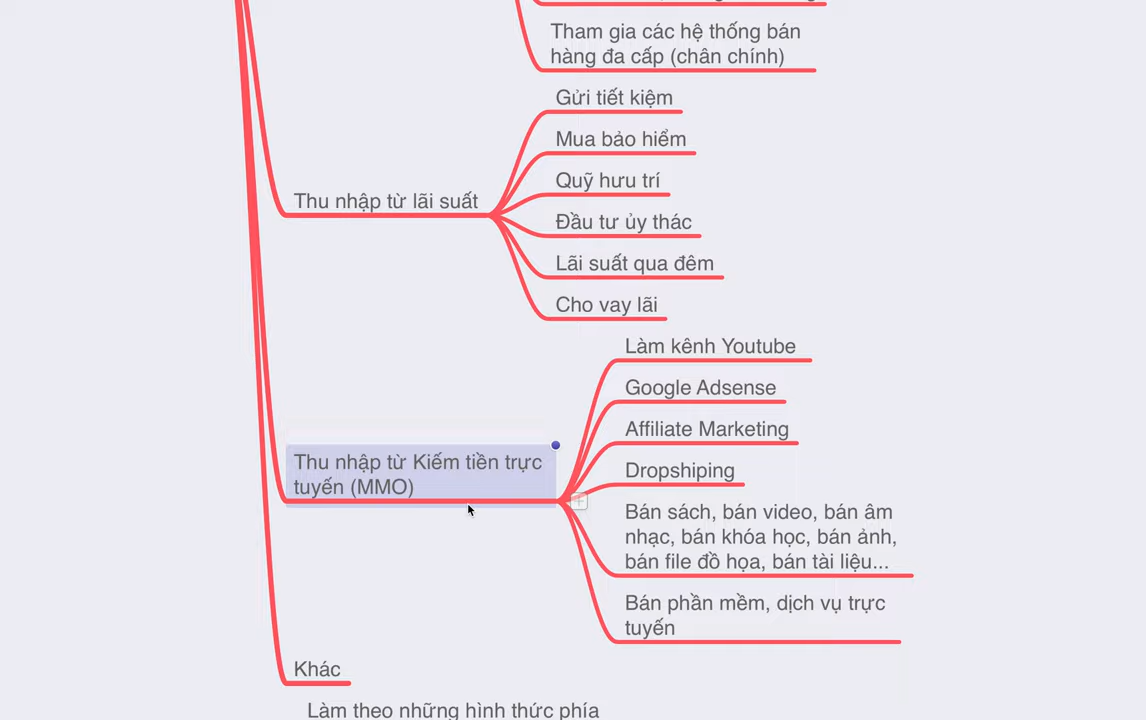 Tham gia các hệ thống bán
hàng đa cấp (chân chính)
Gửi tiết kiệm
Mua bảo hiểm
Quỹ hưu trí
Thu nhập từ lãi suất
Đầu tư ủy thác
Lãi suất qua đêm
Cho vay lãi
Làm kênh Youtube
Google Adsense
Affiliate Marketing
Thu nhập từ Kiếm tiền trực
tuyến (MMO)
Dropshiping
Bán sách, bán video, bán âm
nhạc, bán khóa học, bán ảnh,
bán file đồ họa, bán tài liệu...
Bán phần mềm, dịch vụ trực
tuyến
Khác
Làm theo những hình thức phía